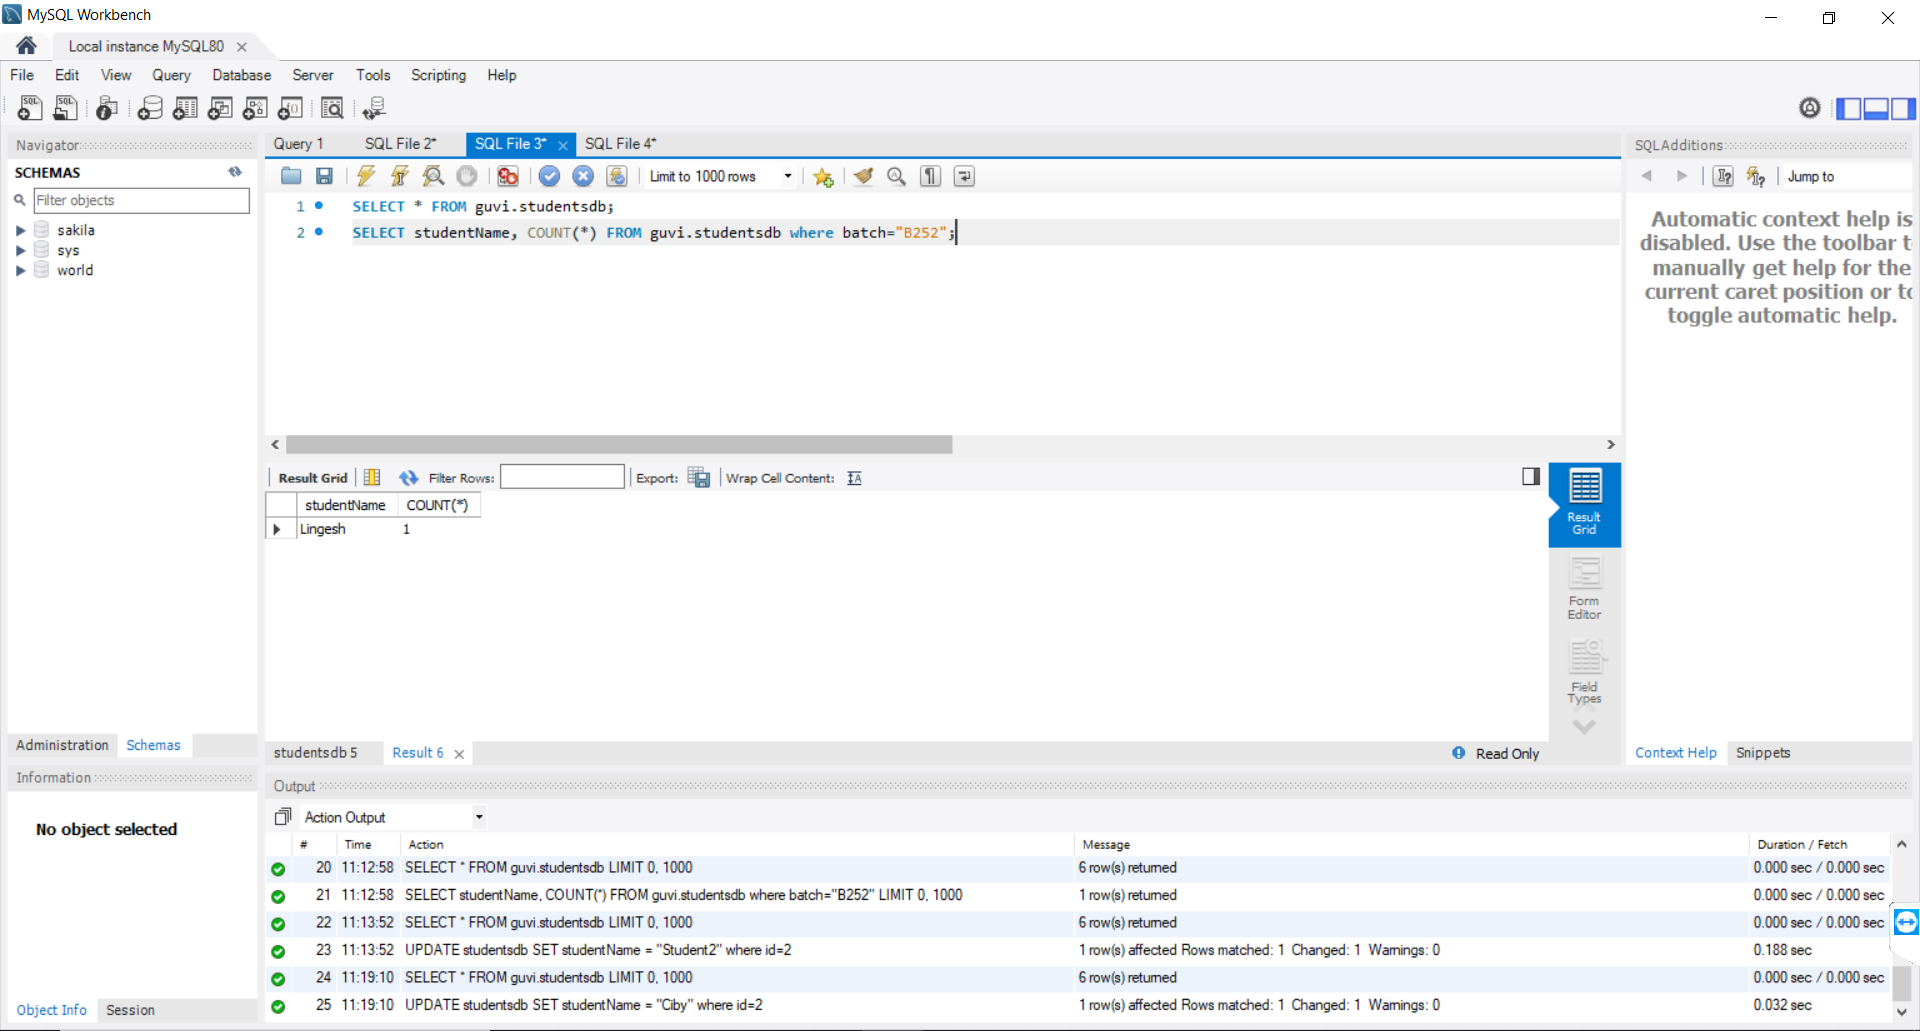 MySQL Workbench
Local instance MySQL80
File Edit View Query Database Server Tools Scripting Help
Navigator
SCHEMAS
Filter objects
sakila
sys
world
Administration Schemas
Information
No object selected
Object Info Session
Query 1 SQL File 2* SQL File 3* SQL File 4*
Limit to 1000 rows
1 SELECT * FROM guvi.studentsdb;
2 SELECT studentName, COUNT(*) FROM guvi.studentsdb where batch="B252";
Result Grid Filter Rows: Export: Wrap Cell Content:
studentName COUNT(*)
Lingesh 1
Result
Grid
Form
Editor
Field
Types
studentsdb 5 Result 6 Read Only
SQLAdditions
Jump to
Automatic context help is
disabled. Use the toolbar t
manually get help for the
current caret position or to
toggle automatic help.
Context Help Snippets
Output
Action Output
# Time Action Message Duration / Fetch
20 11:12:58 SELECT * FROM guvi.studentsdb LIMIT 0, 1000 6 row(s) returned 0.000 sec / 0.000 sec
21 11:12:58 SELECT studentName, COUNT(*) FROM guvi.studentsdb where batch="B252" LIMIT 0, 1000 1 row(s) returned 0.000 sec / 0.000 sec
22 11:13:52 SELECT * FROM guvi.studentsdb LIMIT 0, 1000 6 row(s) returned 0.000 sec / 0.000 sec
23 11:13:52 UPDATE studentsdb SET studentName = "Student2" where id=2 1 row(s) affected Rows matched: 1 Changed: 1 Warnings: 0 0.188 sec
24 11:19:10 SELECT * FROM guvi.studentsdb LIMIT 0, 1000 6 row(s) returned 0.000 sec / 0.000 sec
25 11:19:10 UPDATE studentsdb SET studentName = "Ciby" where id=2 1 row(s) affected Rows matched: 1 Changed: 1 Warnings: 0 0.032 sec